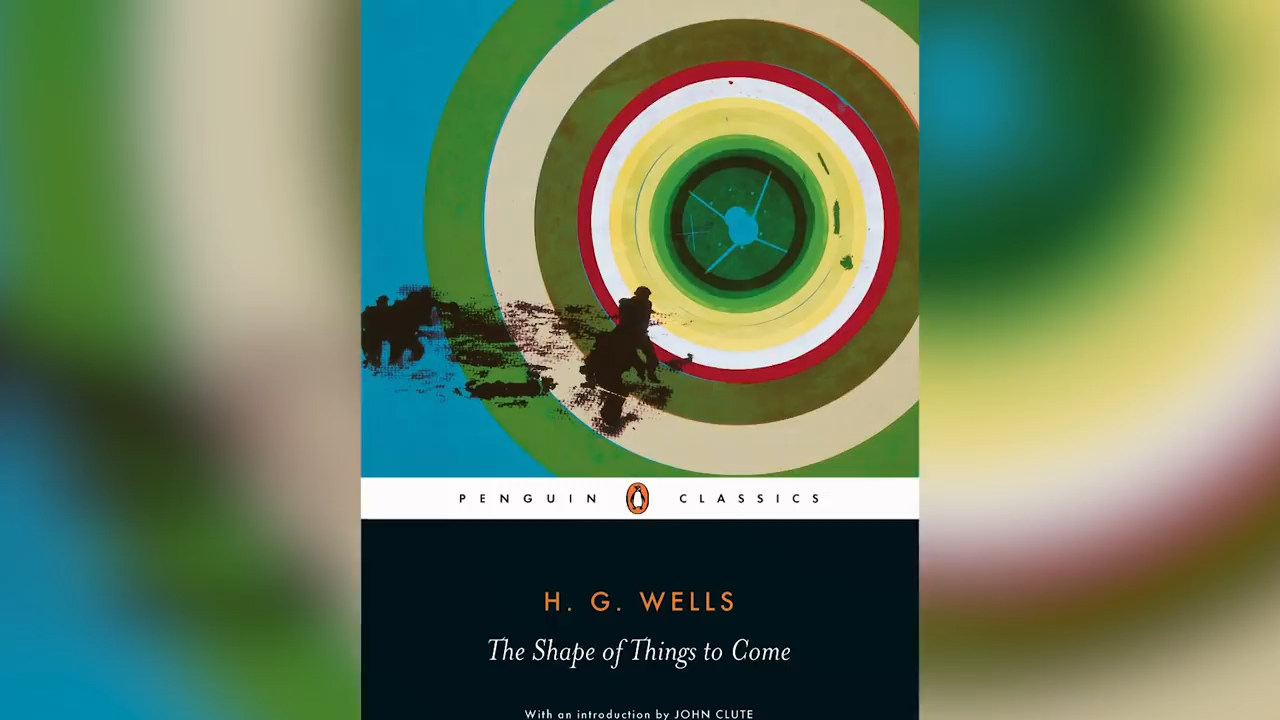 PENGUIN CLASSICS
H. G. WELLS
The Shape of Things to Come
With an introduction by JOHN CLUTE